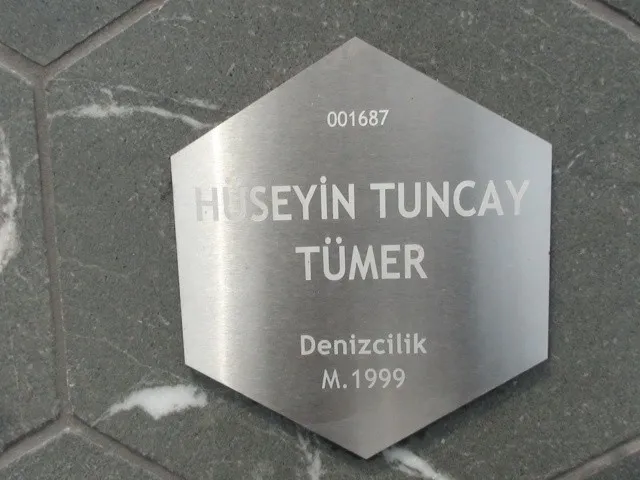 001687
HÜSEYİN TUNCAY
TÜMER
Denizcilik
M.1999